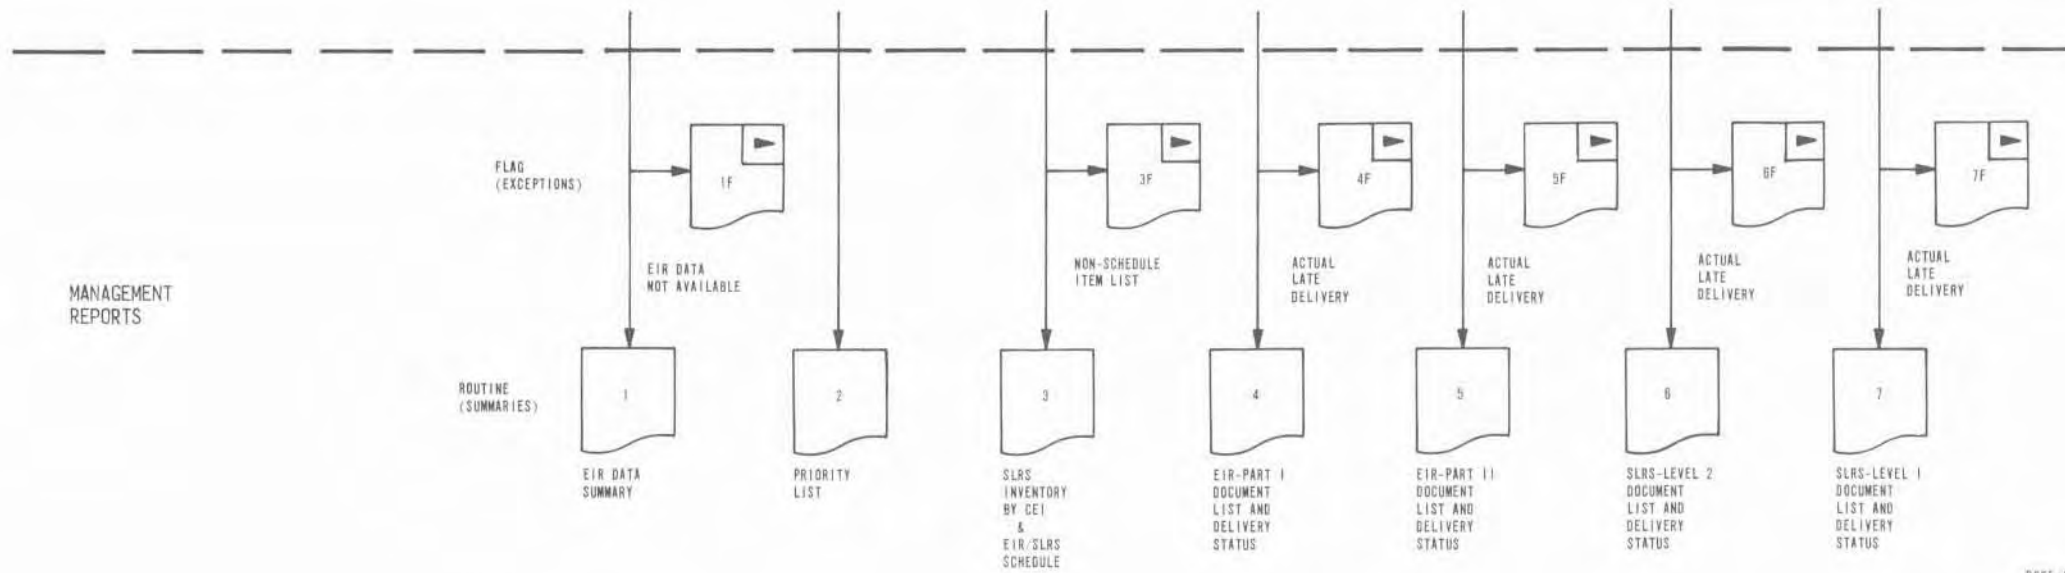 FLAG
(EXCEPTIONS)
1F
3F
4F
5F
6F
7F
EIR DATA
NOT AVAILABLE
NON-SCHEDULE
ITEM LIST
ACTUAL
LATE
DELIVERY
ACTUAL
LATE
DELIVERY
ACTUAL
LATE
DELIVERY
ACTUAL
LATE
DELIVERY
MANAGEMENT
REPORTS
ROUTINE
(SUMMARIES)
1
2
3
4
5
6
7
EIR DATA
SUMMARY
PRIORITY
LIST
SLRS
INVENTORY
BY CEI
&
EIR/SLRS
SCHEDULE
EIR-PART I
DOCUMENT
LIST AND
DELIVERY
STATUS
EIR-PART II
DOCUMENT
LIST AND
DELIVERY
STATUS
SLRS-LEVEL 2
DOCUMENT
LIST AND
DELIVERY
STATUS
SLRS-LEVEL I
DOCUMENT
LIST AND
DELIVERY
STATUS